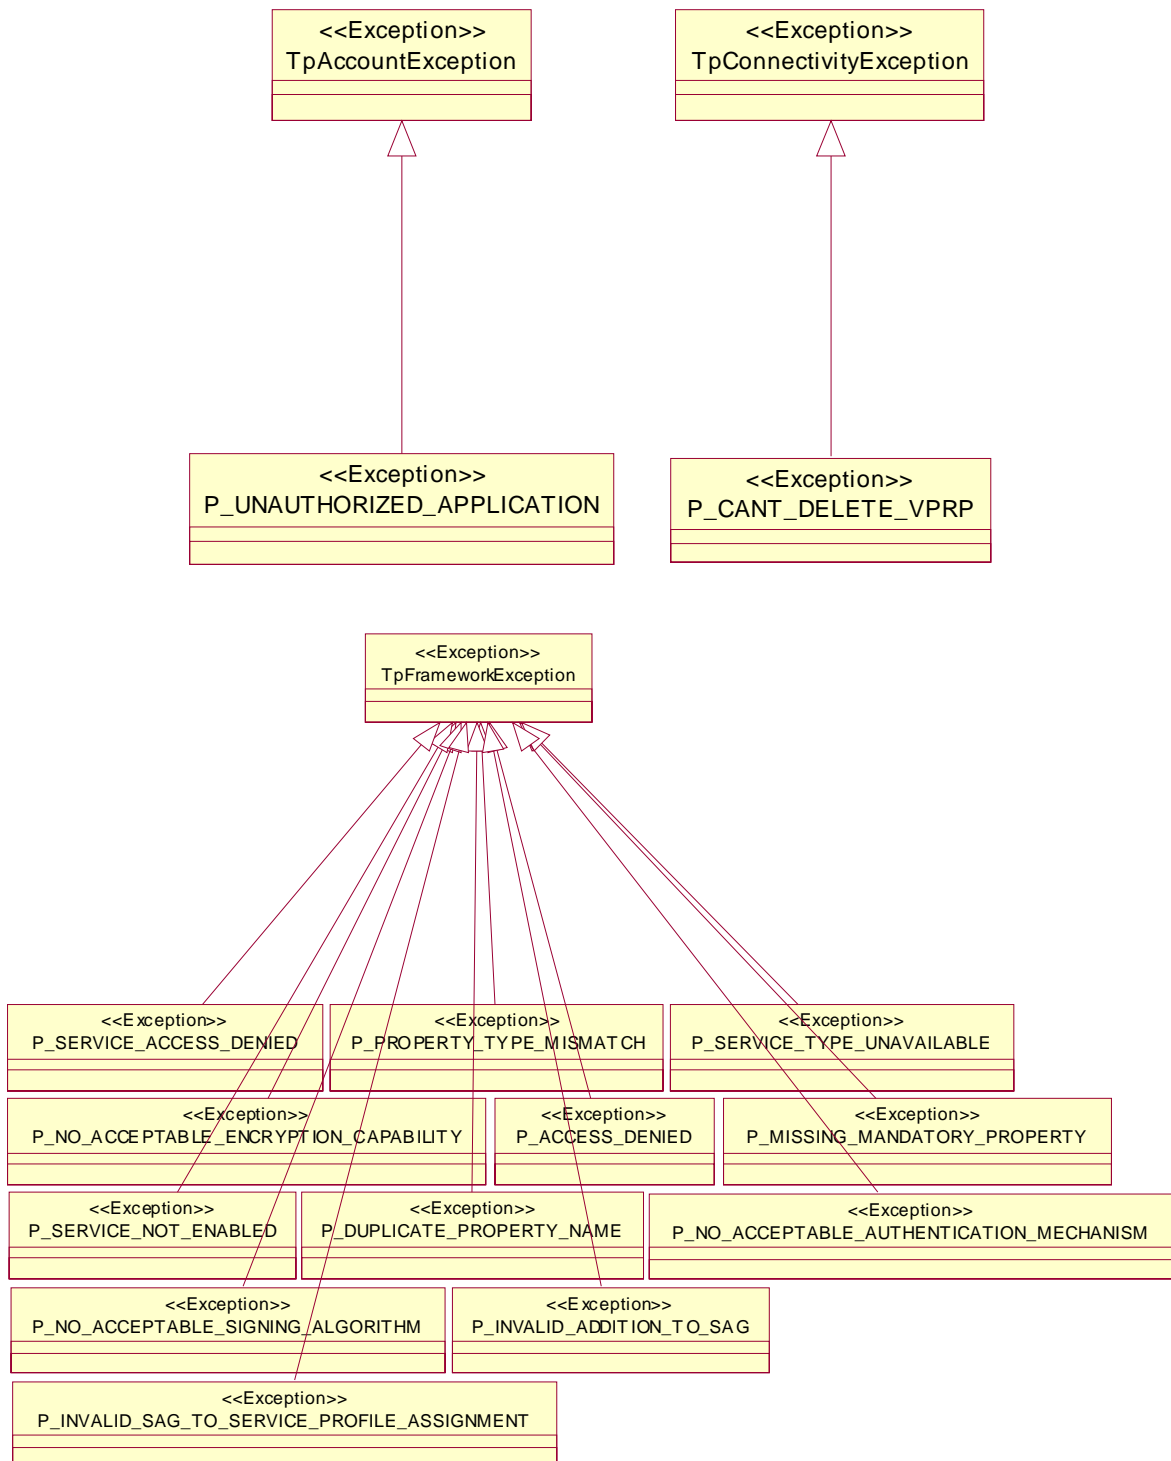 <<Exception>>
TpAccountException
<<Exception>>
TpConnectivityException
<<Exception>>
P_UNAUTHORIZED_APPLICATION
<<Exception>>
P_CANT_DELETE_VPRP
<<Exception>>
TpFrameworkException
<<Exception>>
P_SERVICE_ACCESS_DENIED
<<Exception>>
P_PROPERTY_TYPE_MISMATCH
<<Exception>>
P_SERVICE_TYPE_UNAVAILABLE
<<Exception>>
P_NO_ACCEPTABLE_ENCRYPTION_CAPABILITY
<<Exception>>
P_ACCESS_DENIED
<<Exception>>
P_MISSING_MANDATORY_PROPERTY
<<Exception>>
P_SERVICE_NOT_ENABLED
<<Exception>>
P_DUPLICATE_PROPERTY_NAME
<<Exception>>
P_NO_ACCEPTABLE_AUTHENTICATION_MECHANISM
<<Exception>>
P_NO_ACCEPTABLE_SIGNING_ALGORITHM
<<Exception>>
P_INVALID_ADDITION_TO_SAG
<<Exception>>
P_INVALID_SAG_TO_SERVICE_PROFILE_ASSIGNMENT